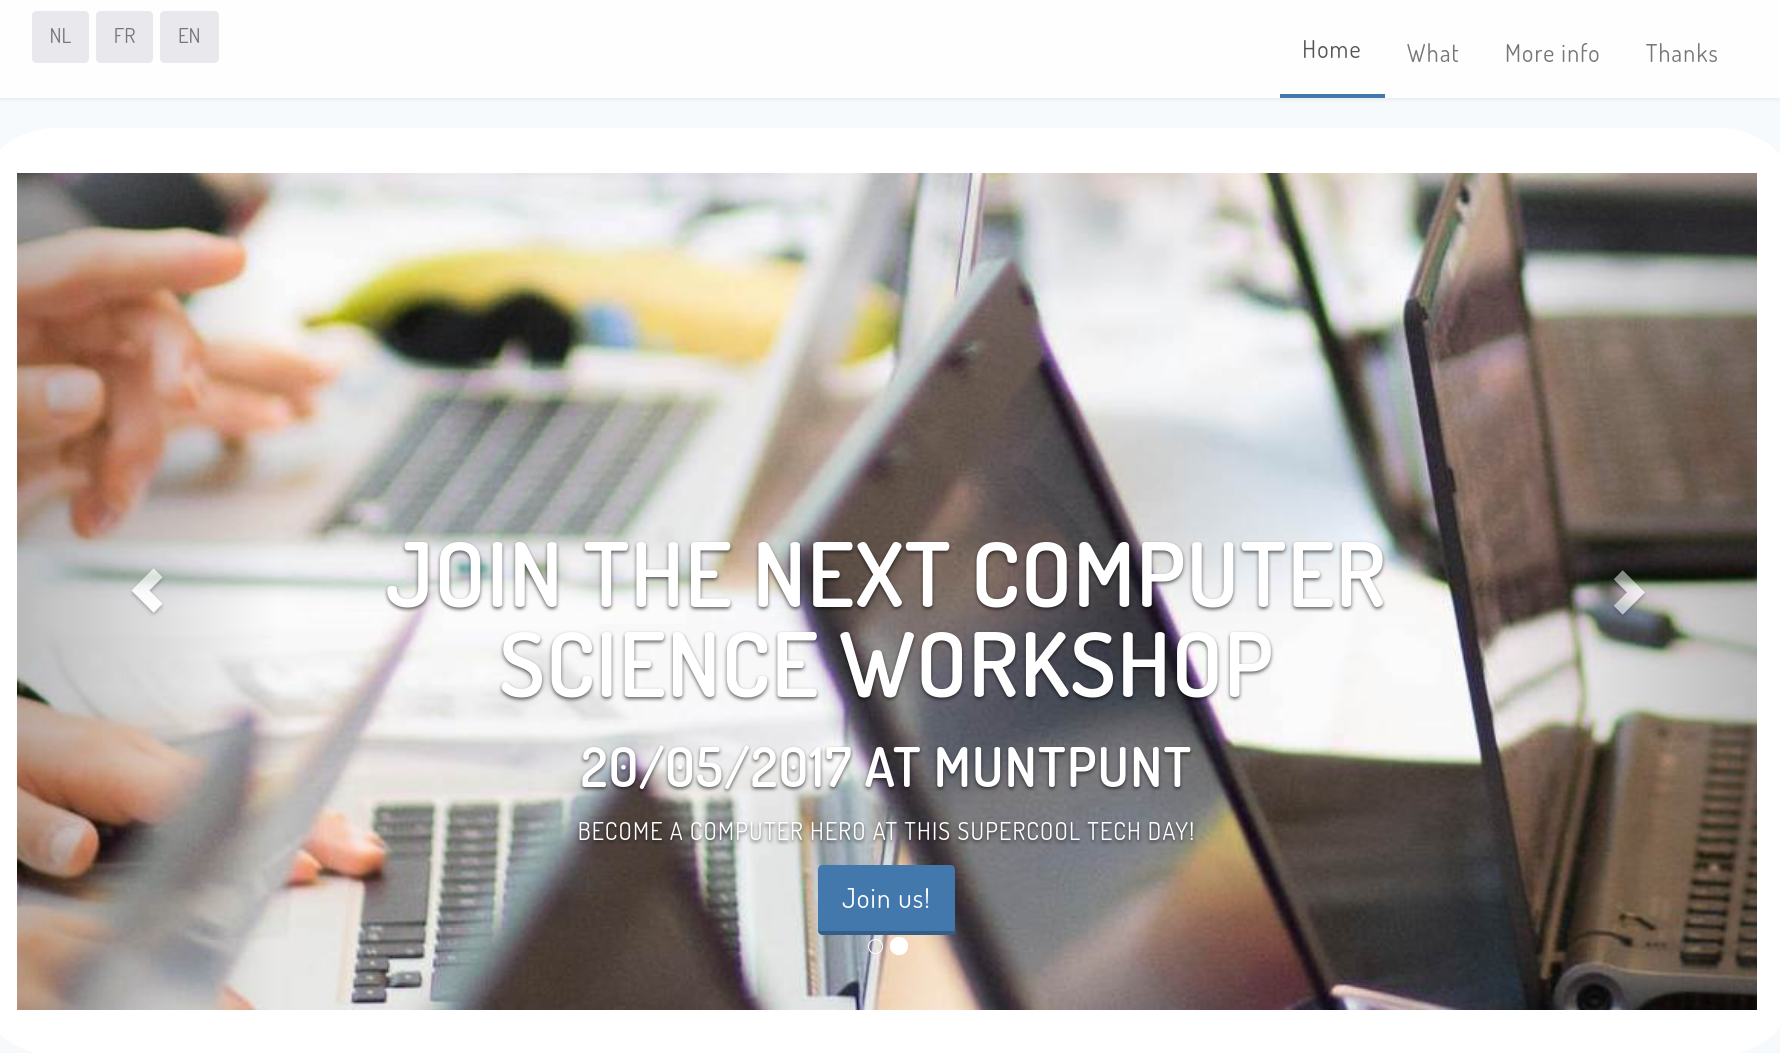 NL FR EN
Home What More info Thanks
JOIN THE NEXT COMPUTER
SCIENCE WORKSHOP
20/05/2017 AT MUNTPUNT
BECOME A COMPUTER HERO AT THIS SUPERCOOL TECH DAY!
Join us!